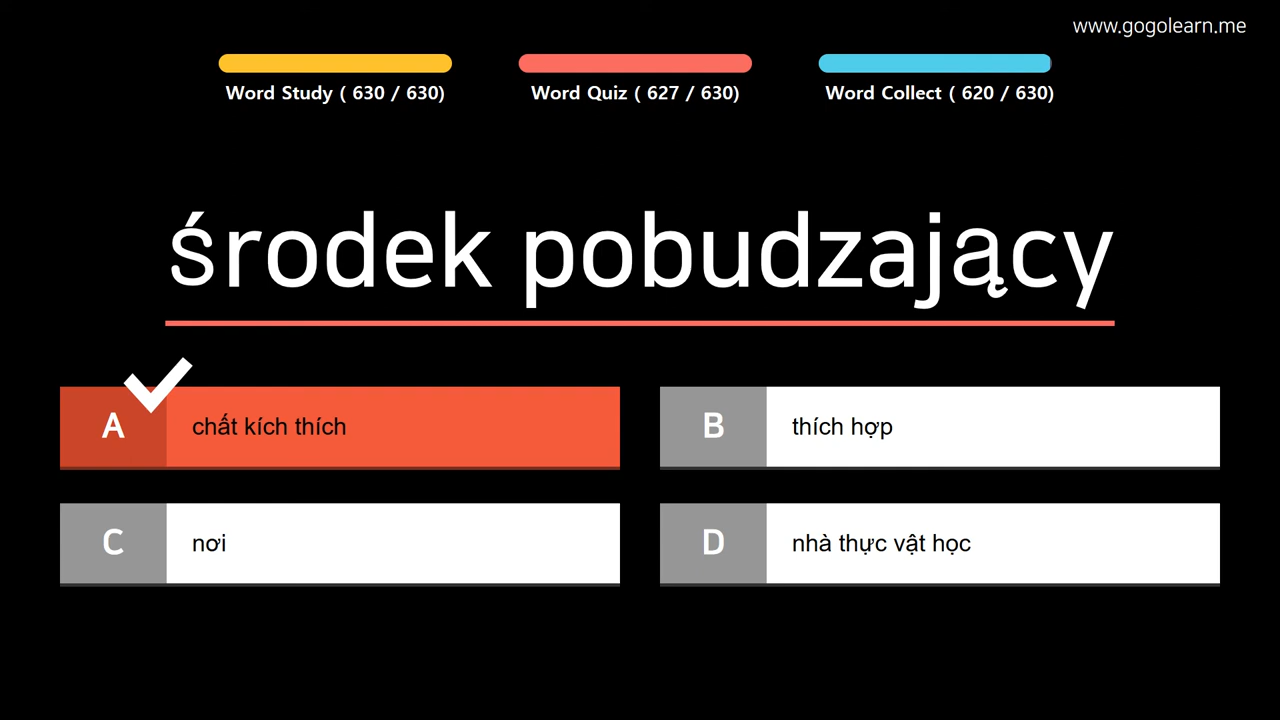 www.gogolearn.me
Word Study ( 630 / 630)
Word Quiz ( 627 / 630)
Word Collect ( 620 / 630)
środek pobudzający
A
chất kích thích
B
thích hợp
C
nơi
D
nhà thực vật học